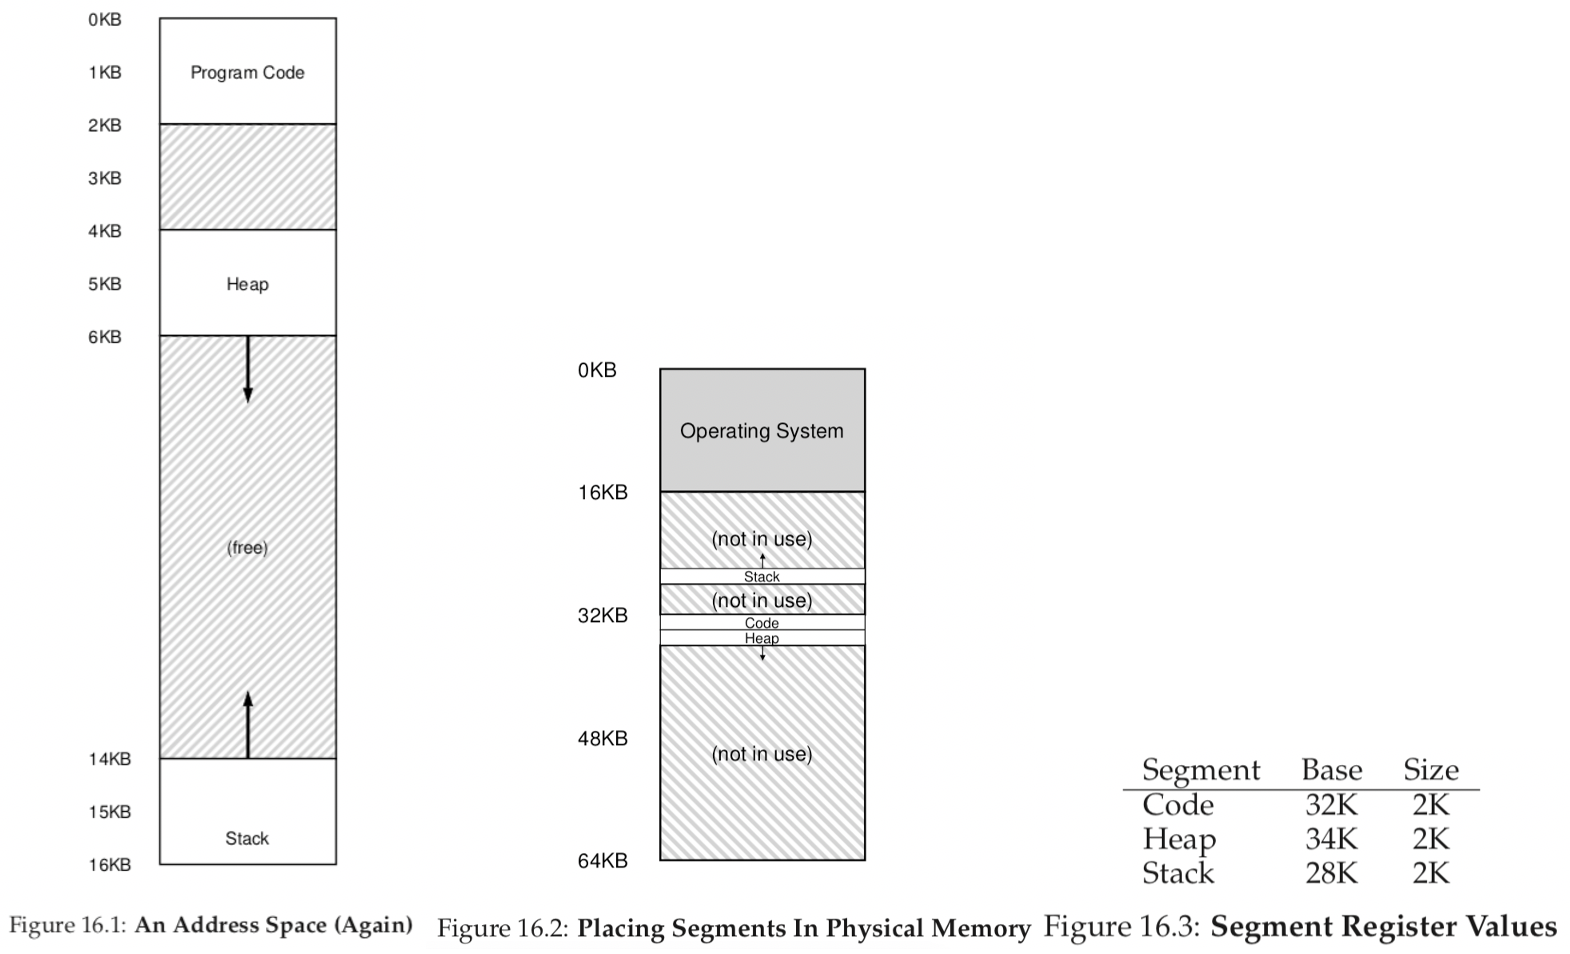 0KB
1KB
Program Code
2KB
3KB
4KB
5KB
Heap
6KB
(free)
14KB
15KB
Stack
16KB
Figure 16.1: An Address Space (Again)
0KB
Operating System
16KB
(not in use)
Stack
(not in use)
32KB
Code
Heap
48KB
(not in use)
64KB
Figure 16.2: Placing Segments In Physical Memory
Segment Base Size
Code 32K 2K
Heap 34K 2K
Stack 28K 2K
Figure 16.3: Segment Register Values